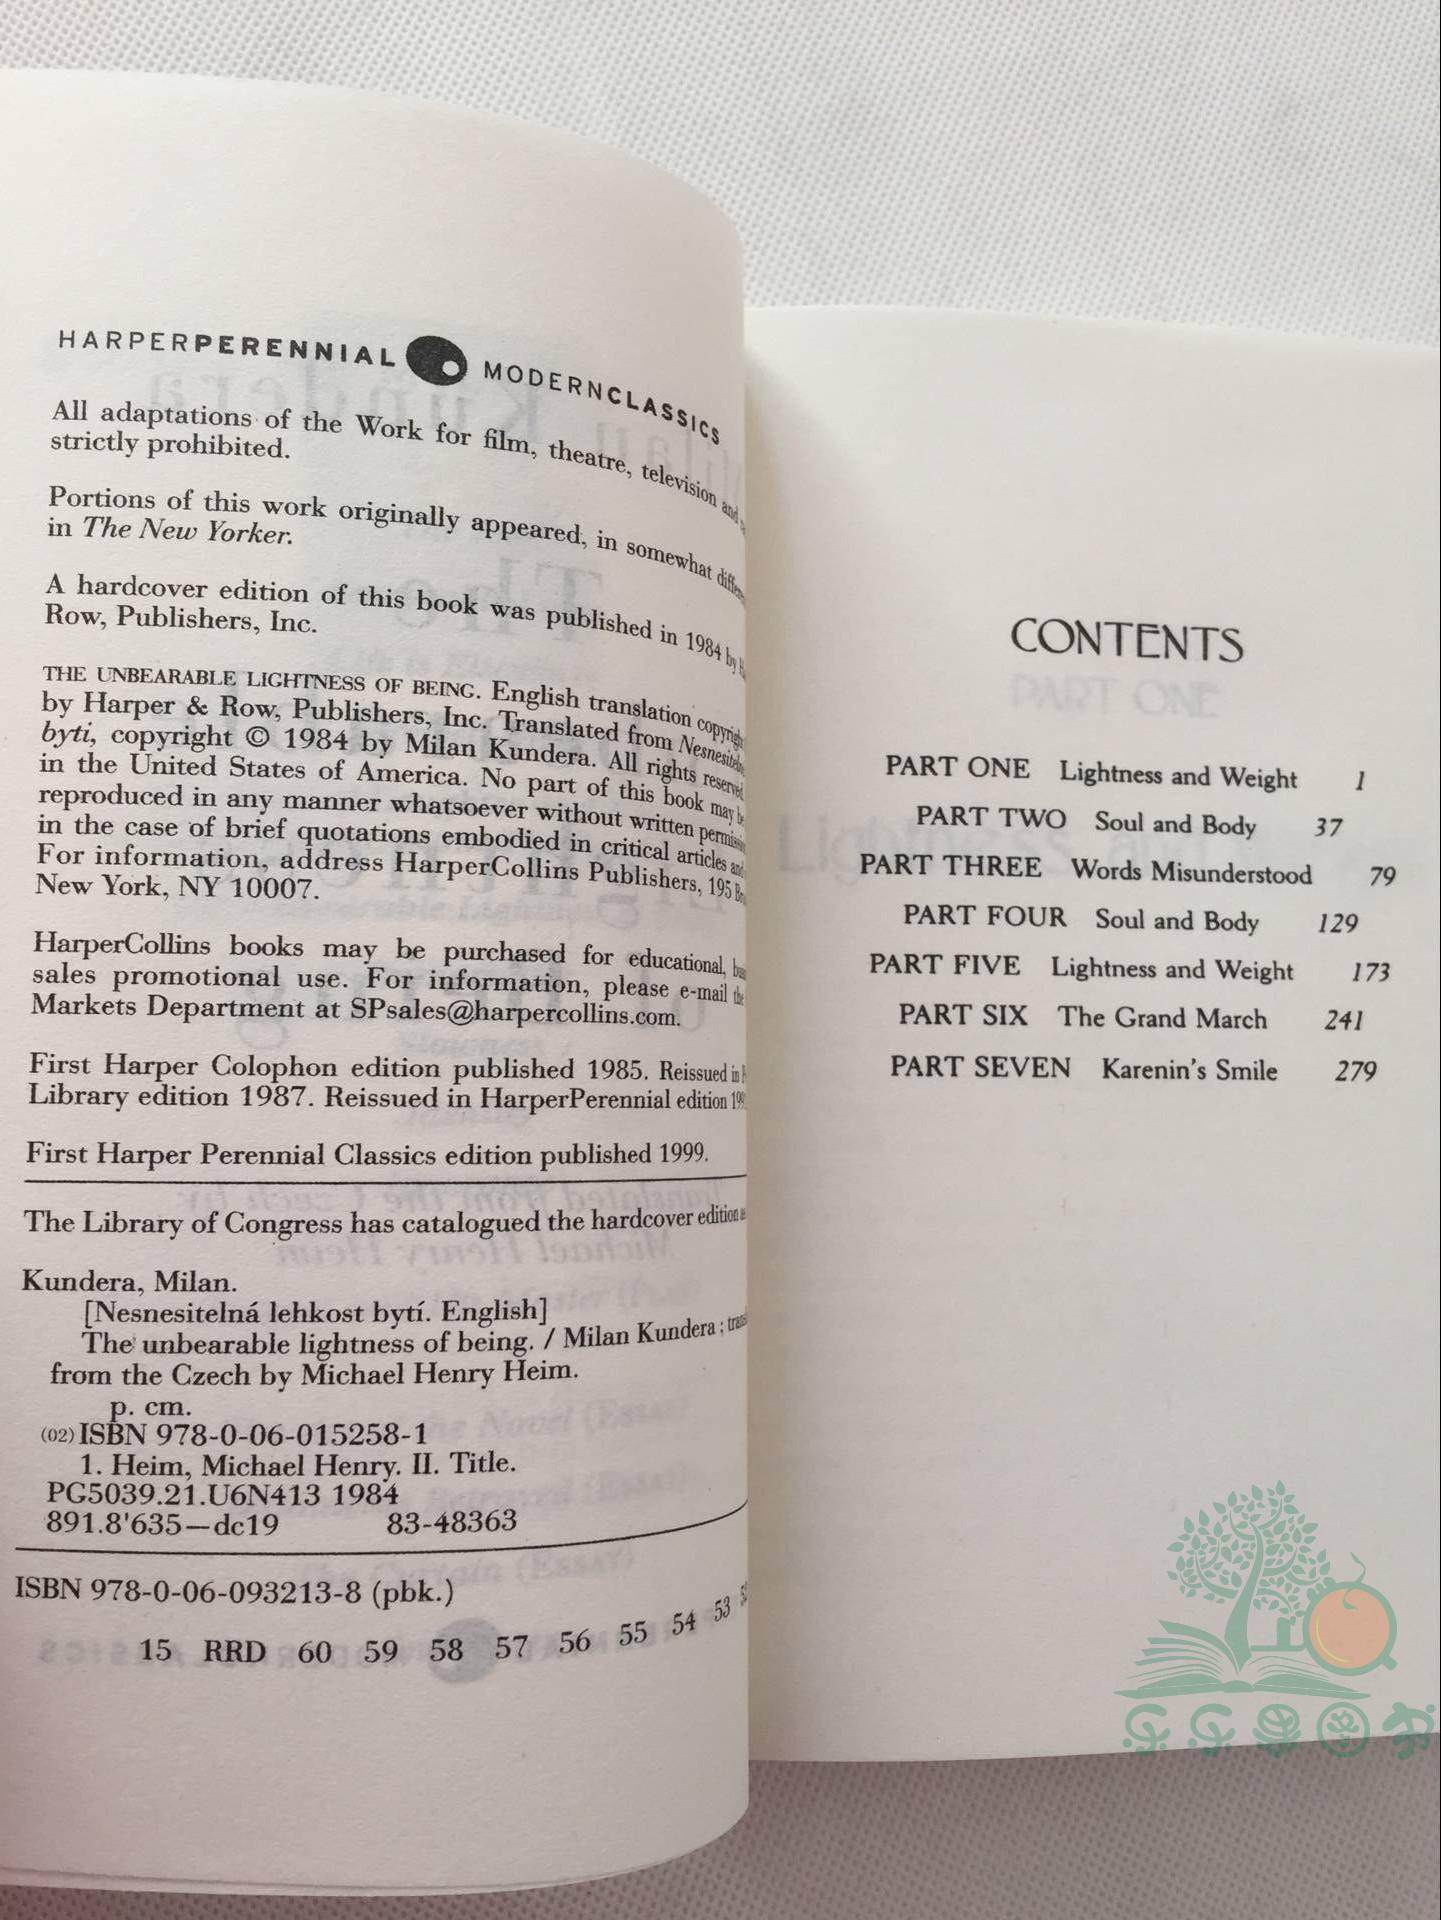 HARPERPERENNIAL MODERNCLASSICS
All adaptations of the Work for film, theatre, television and
strictly prohibited.
Portions of this work originally appeared, in somewhat
in The New Yorker.
A hardcover edition of this book was published in 1984 by
Row, Publishers, Inc.
THE UNBEARABLE LIGHTNESS OF BEING. English translation copyright
by Harper & Row, Publishers, Inc. Translated from
bytí, copyright © 1984 by Milan Kundera. All rights reserved
in the United States of America. No part of this book may
reproduced in any manner whatsoever without written
in the case of brief quotations embodied in critical articles
For information, address HarperCollins Publishers, 195
New York, NY 10007.
HarperCollins books may be purchased for educational,
sales promotional use. For information, please e-mail
Markets Department at SPsales@harpercollins.com.
First Harper Colophon edition published 1985. Reissued in
Library edition 1987. Reissued in HarperPerennial edition
First Harper Perennial Classics edition published 1999.
The Library of Congress has catalogued the hardcover edition
Kundera, Milan.
[Nesnesitelná lehkost bytí. English]
The unbearable lightness of being. / Milan Kundera ;
from the Czech by Michael Henry Heim.
p. cm.
(02) ISBN 978-0-06-015258-1
1. Heim, Michael Henry. II. Title.
PG5039.21.U6N413 1984
891.8'635—dc19 83-48363
ISBN 978-0-06-093213-8 (pbk.)
15 RRD 60 59 58 57 56 55 54 53
CONTENTS
PART ONE Lightness and Weight 1
PART TWO Soul and Body 37
PART THREE Words Misunderstood 79
PART FOUR Soul and Body 129
PART FIVE Lightness and Weight 173
PART SIX The Grand March 241
PART SEVEN Karenin's Smile 279
乐乐果图书